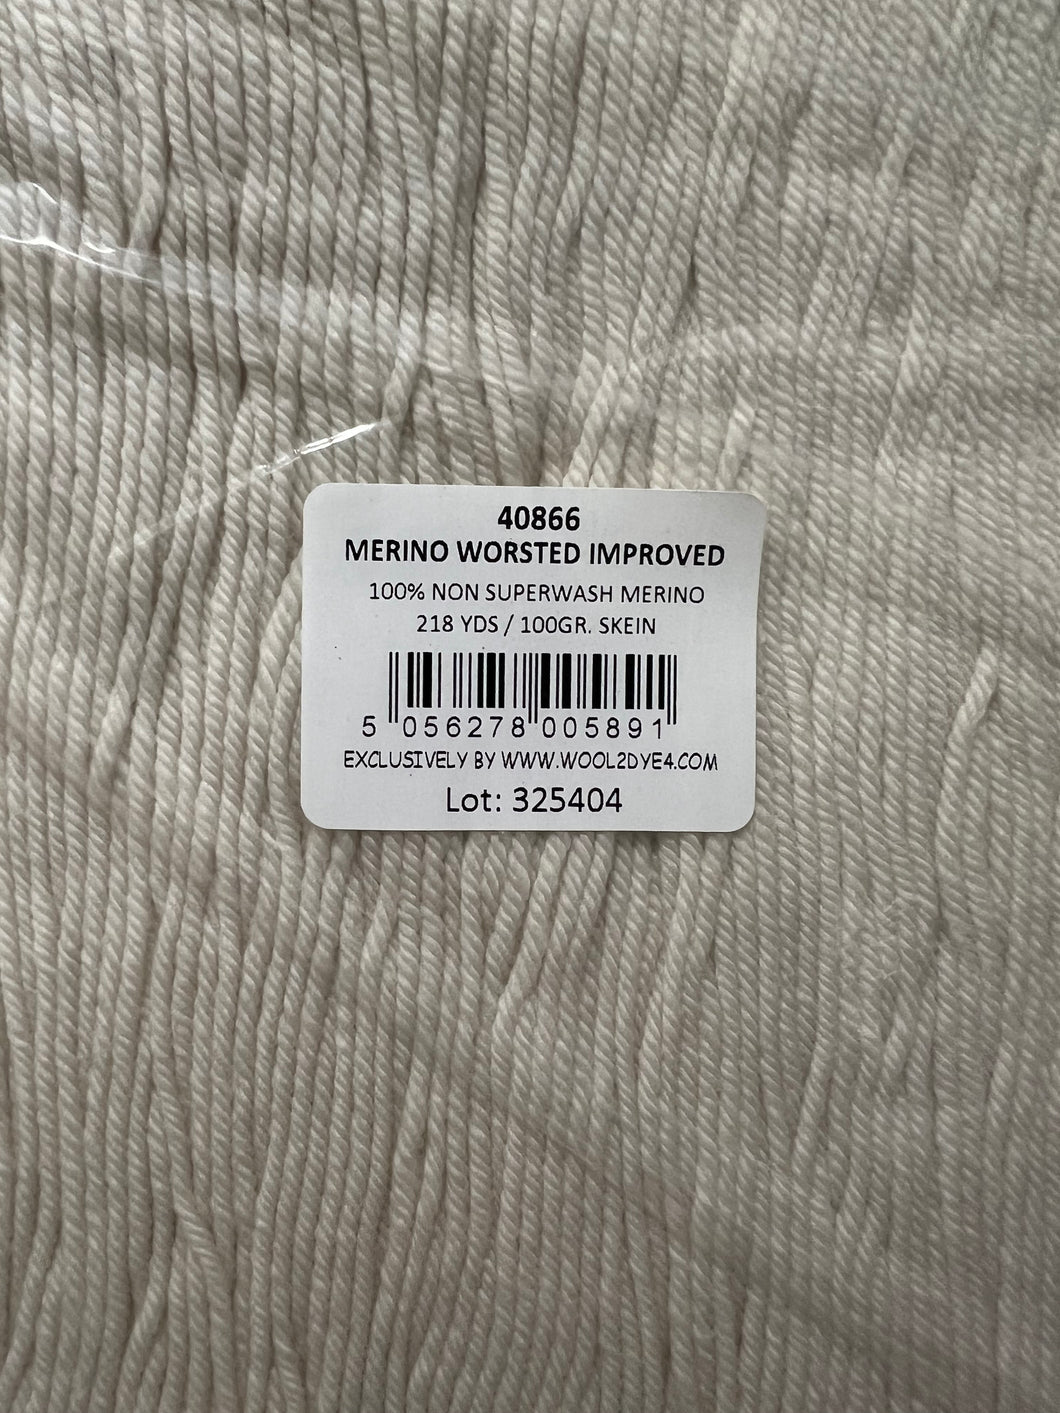 40866
MERINO WORSTED IMPROVED
100% NON SUPERWASH MERINO
218 YDS / 100GR. SKEIN
5 056278 005891
EXCLUSIVELY BY WWW.WOOL2DYE4.COM
Lot: 325404